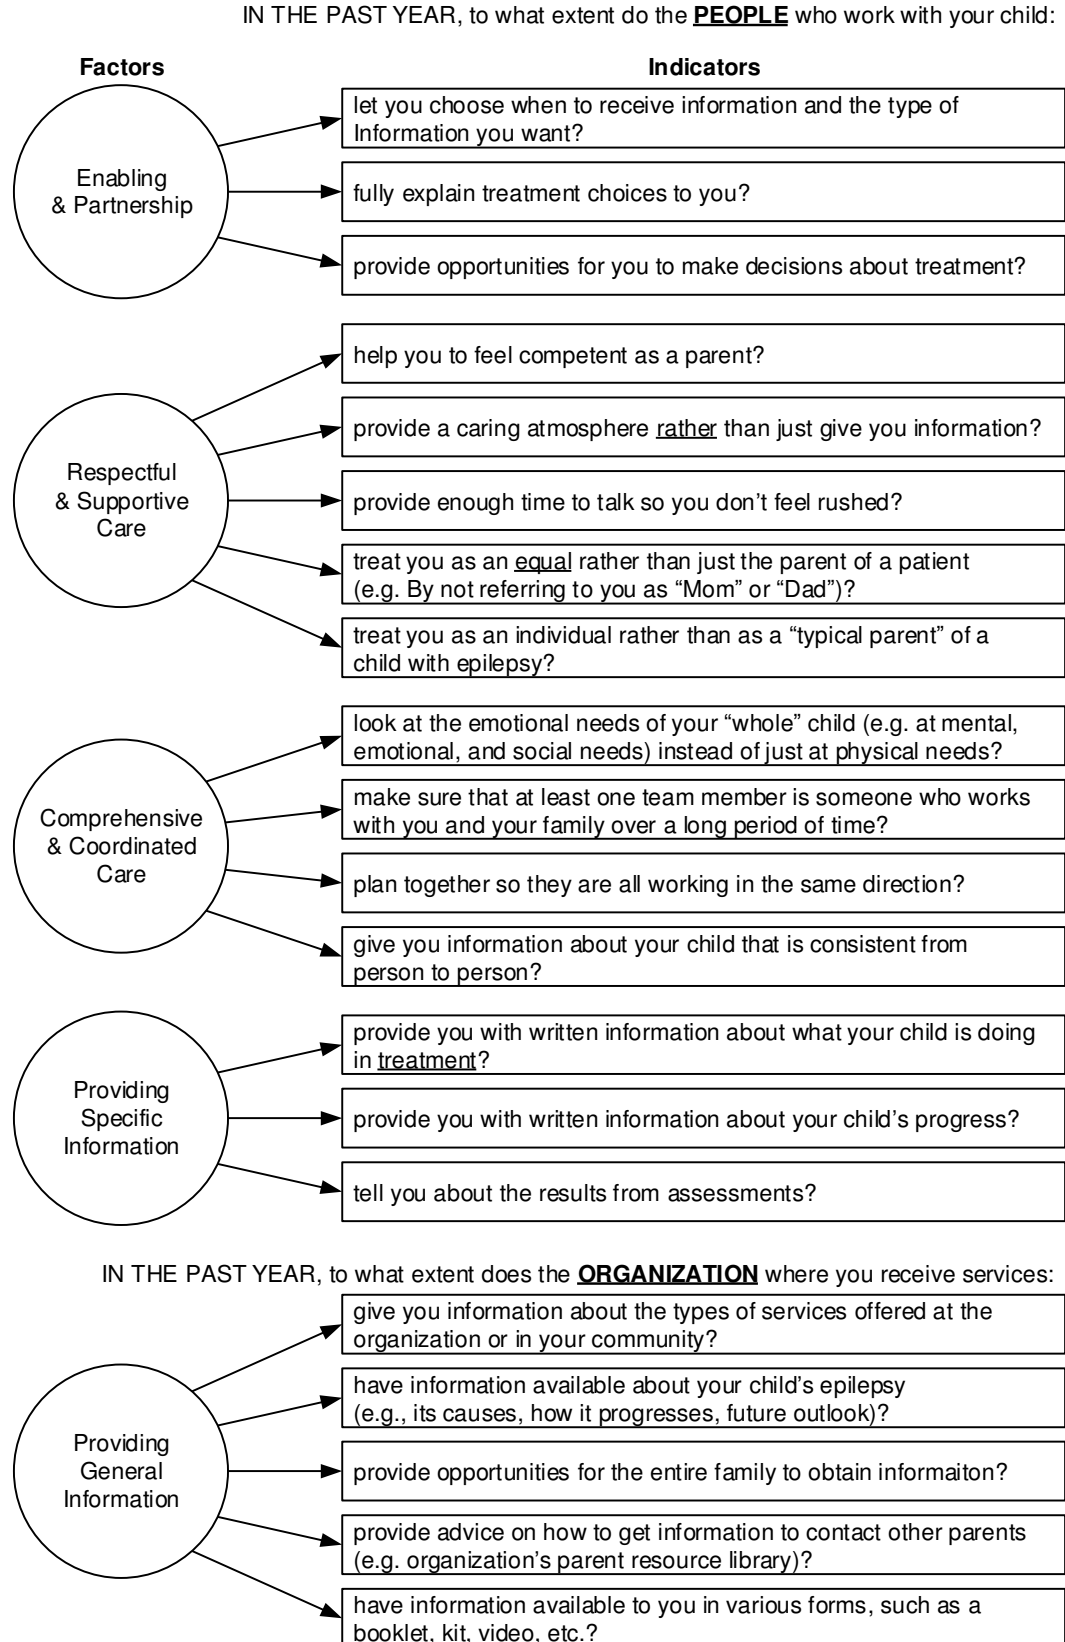 IN THE PAST YEAR, to what extent do the PEOPLE who work with your child:
Factors
Indicators
Enabling
& Partnership
let you choose when to receive information and the type of
Information you want?
fully explain treatment choices to you?
provide opportunities for you to make decisions about treatment?
Respectful
& Supportive
Care
help you to feel competent as a parent?
provide a caring atmosphere rather than just give you information?
provide enough time to talk so you don’t feel rushed?
treat you as an equal rather than just the parent of a patient
(e.g. By not referring to you as “Mom” or “Dad”)?
treat you as an individual rather than as a “typical parent” of a
child with epilepsy?
Comprehensive
& Coordinated
Care
look at the emotional needs of your “whole” child (e.g. at mental,
emotional, and social needs) instead of just at physical needs?
make sure that at least one team member is someone who works
with you and your family over a long period of time?
plan together so they are all working in the same direction?
give you information about your child that is consistent from
person to person?
Providing
Specific
Information
provide you with written information about what your child is doing
in treatment?
provide you with written information about your child’s progress?
tell you about the results from assessments?
IN THE PAST YEAR, to what extent does the ORGANIZATION where you receive services:
Providing
General
Information
give you information about the types of services offered at the
organization or in your community?
have information available about your child’s epilepsy
(e.g., its causes, how it progresses, future outlook)?
provide opportunities for the entire family to obtain informaiton?
provide advice on how to get information to contact other parents
(e.g. organization’s parent resource library)?
have information available to you in various forms, such as a
booklet, kit, video, etc.?